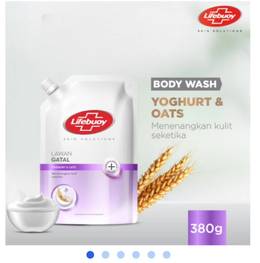 Lifebuoy
SKIN SOLUTIONS
BODY WASH
YOGHURT &
OATS
Menenangkan kulit
seketika
Lifebuoy
SKIN SOLUTIONS
LAWAN
GATAL
380g